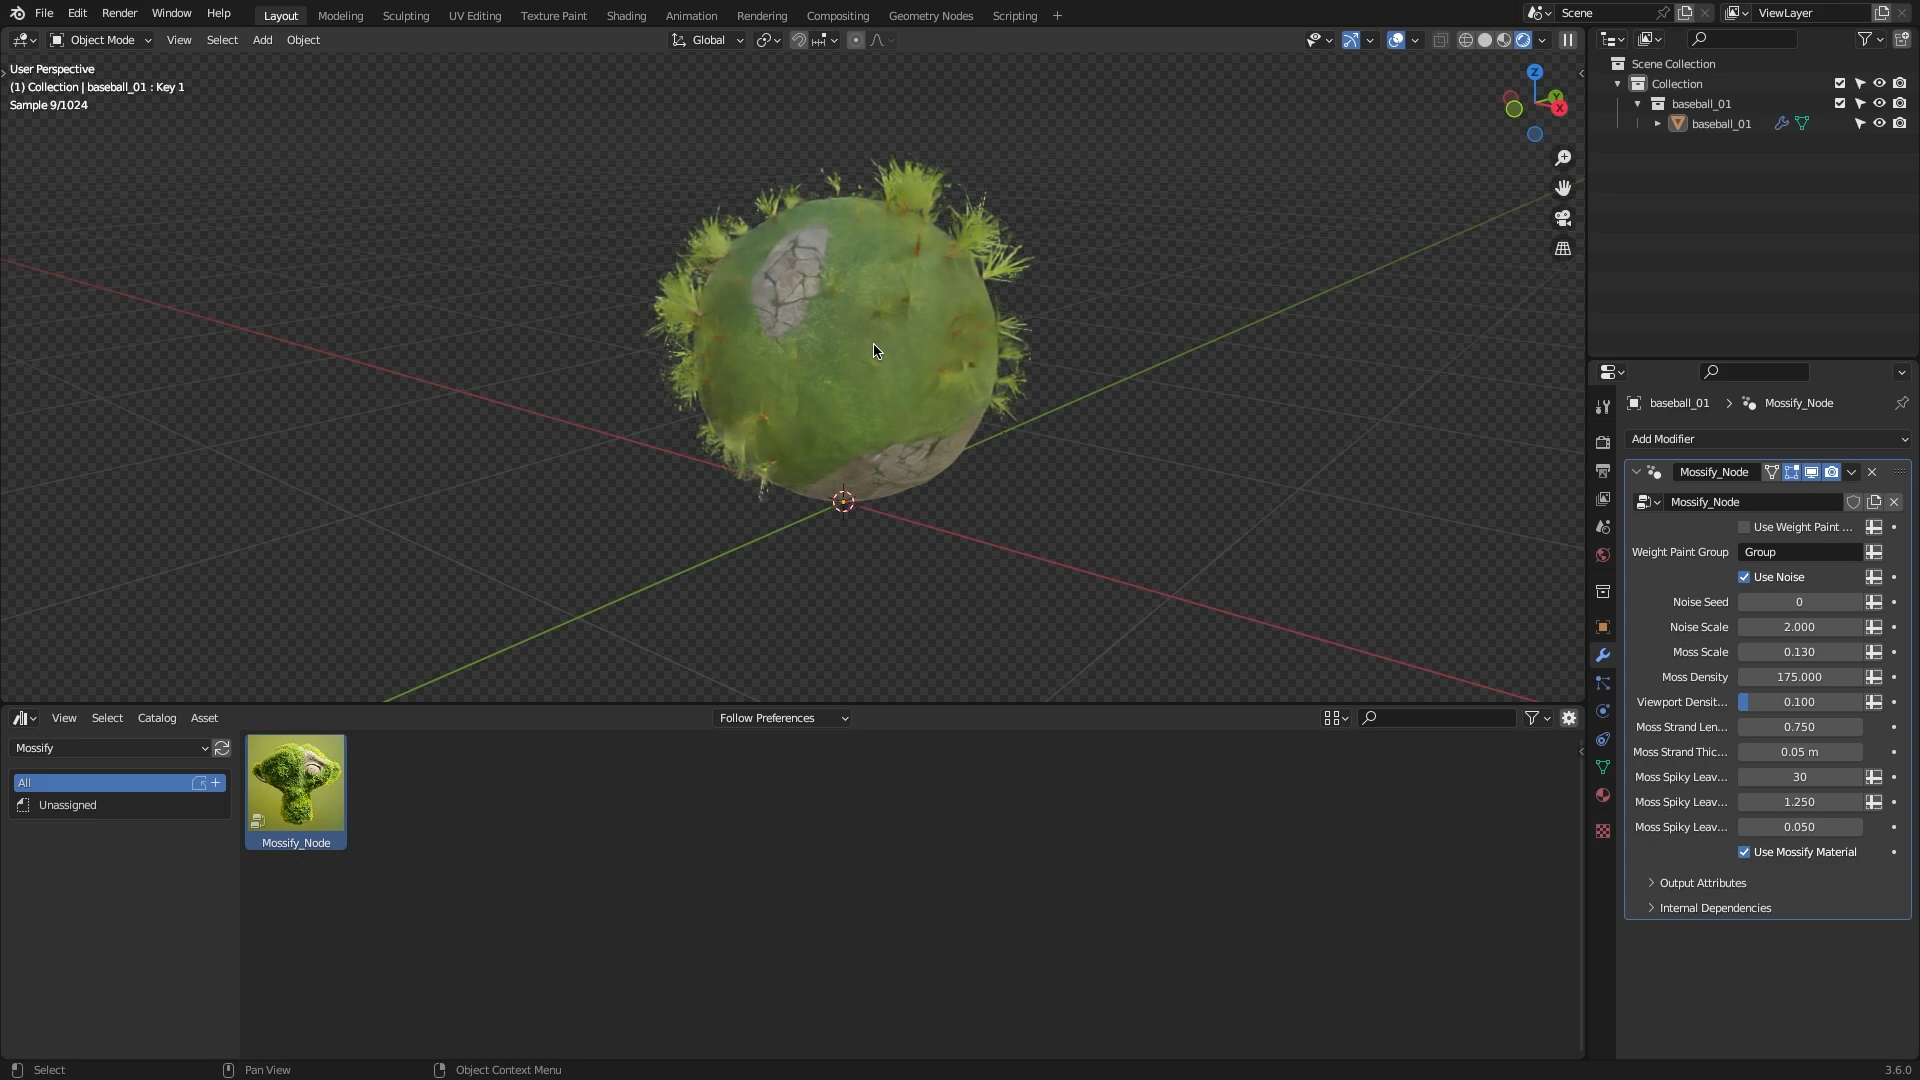 File Edit Render Window Help Layout Modeling Sculpting UV Editing Texture Paint Shading Animation Rendering Compositing Geometry Nodes Scripting + Scene ViewLayer
Object Mode View Select Add Object Global
User Perspective
(1) Collection | baseball_01 : Key 1
Sample 9/1024
Z
Y
X
Scene Collection
Collection
baseball_01
baseball_01
baseball_01 > Mossify_Node
Add Modifier
Mossify_Node
Mossify_Node
Use Weight Paint ...
Weight Paint Group Group
Use Noise
Noise Seed 0
Noise Scale 2.000
Moss Scale 0.130
Moss Density 175.000
Viewport Densit... 0.100
Moss Strand Len... 0.750
Moss Strand Thic... 0.05 m
Moss Spiky Leav... 30
Moss Spiky Leav... 1.250
Moss Spiky Leav... 0.050
Use Mossify Material
Output Attributes
Internal Dependencies
View Select Catalog Asset Follow Preferences
Mossify
All
Unassigned
Mossify_Node
Select Pan View Object Context Menu 3.6.0